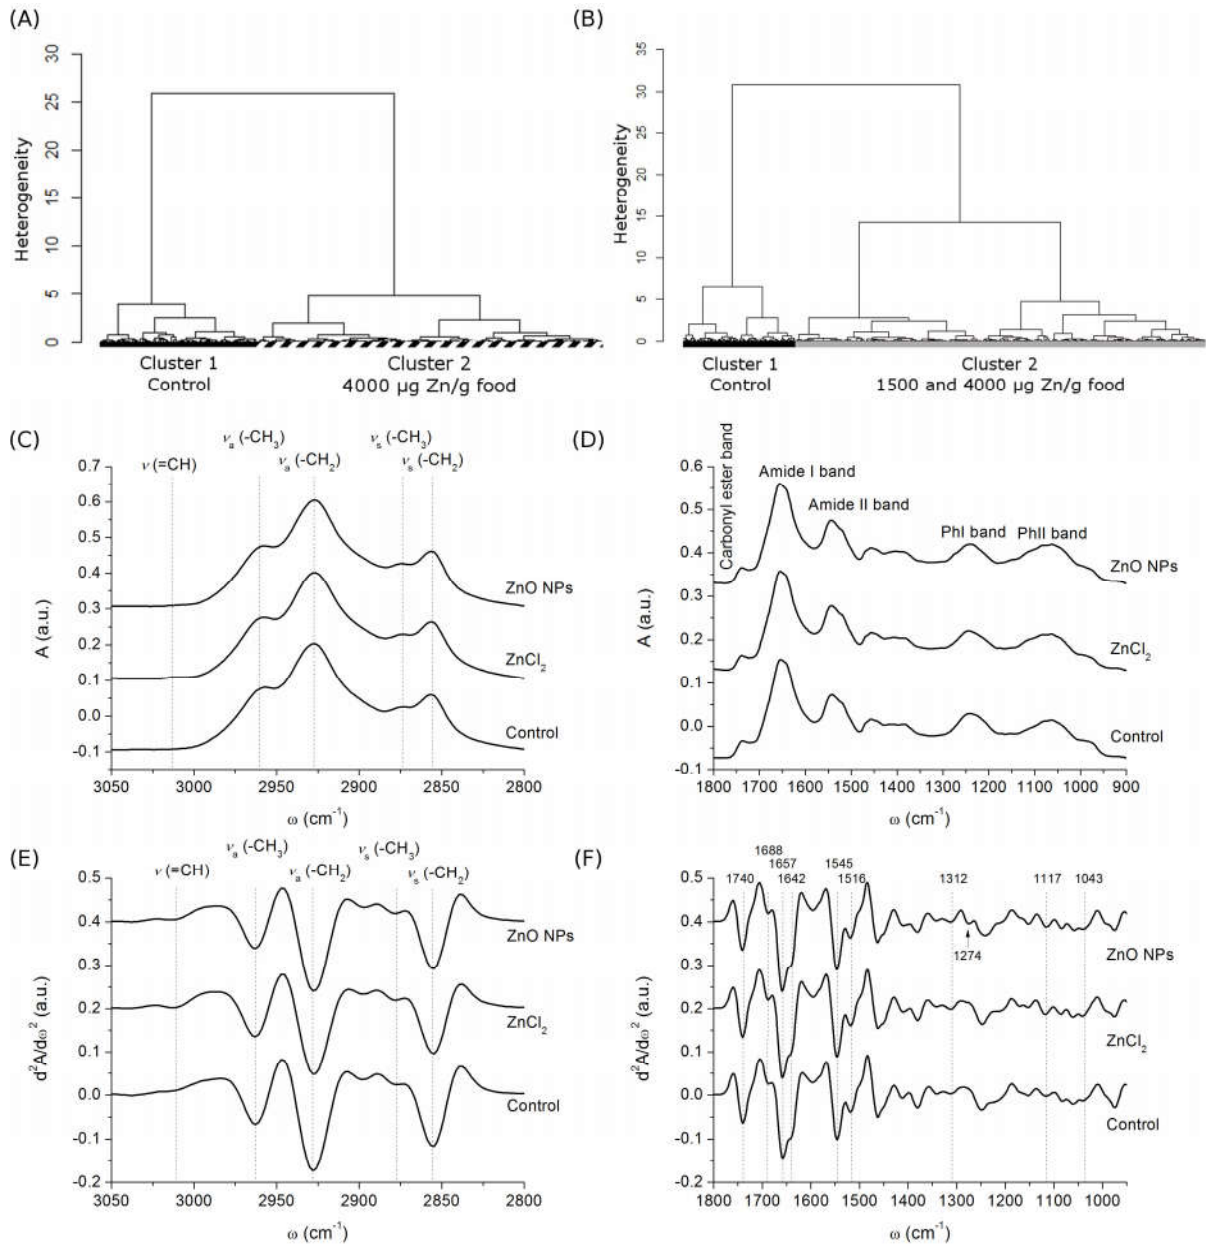 (A)
Heterogeneity
30
25
20
15
10
5
0
Cluster 1
Control
Cluster 2
4000 µg Zn/g food
(B)
Heterogeneity
35
30
25
20
15
10
5
0
Cluster 1
Control
Cluster 2
1500 and 4000 µg Zn/g food
(C)
ν (=CH)
νa (-CH3)
νa (-CH2)
νs (-CH3)
νs (-CH2)
A (a.u.)
0.7
0.6
0.5
0.4
0.3
0.2
0.1
0.0
-0.1
ZnO NPs
ZnCl2
Control
3050 3000 2950 2900 2850 2800
ω (cm-1)
(D)
Carbonyl ester band
Amide I band
Amide II band
PhI band
PhII band
A (a.u.)
0.6
0.5
0.4
0.3
0.2
0.1
0.0
-0.1
ZnO NPs
ZnCl2
Control
1800 1700 1600 1500 1400 1300 1200 1100 1000 900
ω (cm-1)
(E)
ν (=CH)
νa (-CH3)
νa (-CH2)
νs (-CH3)
νs (-CH2)
d2A/dω2 (a.u.)
0.5
0.4
0.3
0.2
0.1
0.0
-0.1
-0.2
ZnO NPs
ZnCl2
Control
3050 3000 2950 2900 2850 2800
ω (cm-1)
(F)
1688
1657
1740 1642
1545
1516
1312
1117
1043
1274
d2A/dω2 (a.u.)
0.5
0.4
0.3
0.2
0.1
0.0
-0.1
-0.2
ZnO NPs
ZnCl2
Control
1800 1700 1600 1500 1400 1300 1200 1100 1000
ω (cm-1)